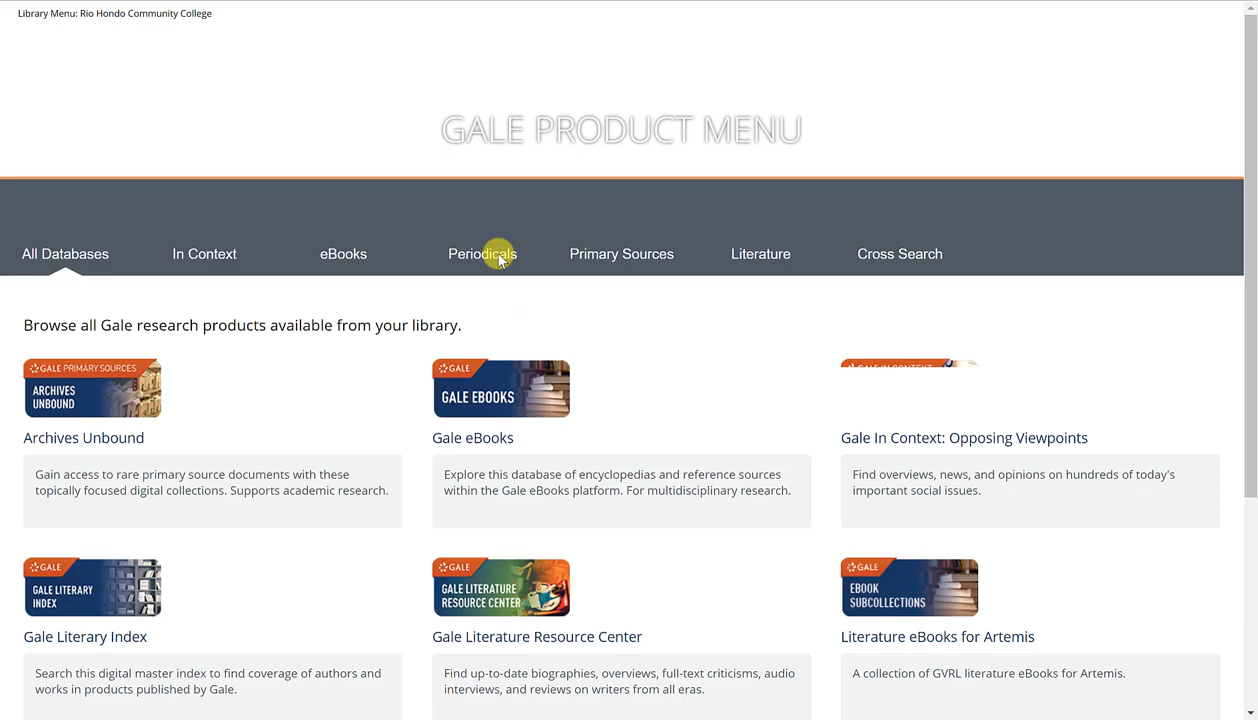 Library Menu: Rio Hondo Community College
GALE PRODUCT MENU
All Databases In Context eBooks Periodicals Primary Sources Literature Cross Search
Browse all Gale research products available from your library.
GALE PRIMARY SOURCES
ARCHIVES
UNBOUND
Archives Unbound
Gain access to rare primary source documents with these
topically focused digital collections. Supports academic research.
GALE
GALE EBOOKS
Gale eBooks
Explore this database of encyclopedias and reference sources
within the Gale eBooks platform. For multidisciplinary research.
Gale In Context: Opposing Viewpoints
Find overviews, news, and opinions on hundreds of today's
important social issues.
GALE
GALE LITERARY
INDEX
Gale Literary Index
Search this digital master index to find coverage of authors and
works in products published by Gale.
GALE
GALE LITERATURE
RESOURCE CENTER
Gale Literature Resource Center
Find up-to-date biographies, overviews, full-text criticisms, audio
interviews, and reviews on writers from all eras.
GALE
EBOOK
SUBCOLLECTIONS
Literature eBooks for Artemis
A collection of GVRL literature eBooks for Artemis.